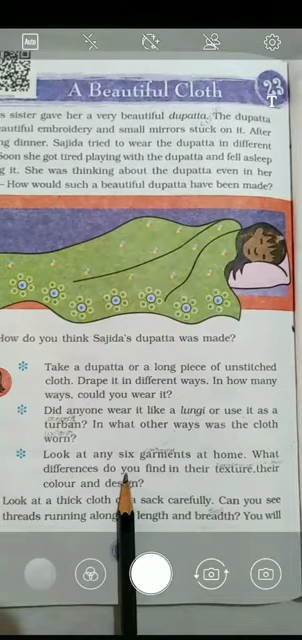 Auto
A Beautiful Cloth
23
T
s sister gave her a very beautiful dupatta. The dupatta
autiful embroidery and small mirrors stuck on it. After
ng dinner, Sajida tried to wear the dupatta in different
Soon she got tired playing with the dupatta and fell asleep
g it. She was thinking about the dupatta even in her
– How would such a beautiful dupatta have been made?
How do you think Sajida's dupatta was made?
Take a dupatta or a long piece of unstitched
cloth. Drape it in different ways. In how many
ways, could you wear it?
Did anyone wear it like a lungi or use it as a
turban? In what other ways was the cloth
worn?
Look at any six garments at home. What
differences do you find in their texture, their
colour and design?
Look at a thick cloth a sack carefully. Can you see
threads running along length and breadth? You will